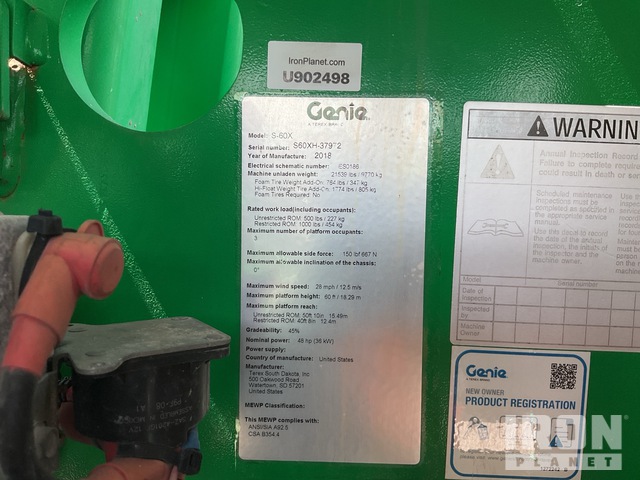 IronPlanet.com
U902498
Genie
A TEREX BRAND
Model: S-60X
Serial number: S60XH-37972
Year of Manufacture: 2018
Electrical schematic number: ES0186
Machine unladen weight: 21539 lbs / 9770 kg
Foam Tire Weight Add-On: 764 lbs / 347 kg
Hi-Float Weight Tire Add-On: 1774 lbs / 805 kg
Foam Tires Required: No
Rated work load(including occupants):
Unrestricted ROM: 500 lbs / 227 kg
Restricted ROM: 1000 lbs / 454 kg
Maximum number of platform occupants:
3
Maximum allowable side force: 150 lbf 667 N
Maximum allowable inclination of the chassis:
0°
Maximum wind speed: 28 mph / 12.5 m/s
Maximum platform height: 60 ft / 18.29 m
Maximum platform reach:
Unrestricted ROM: 50ft 10in 15.49m
Restricted ROM: 40ft 8in 12.4m
Gradeability: 45%
Nominal power: 48 hp (36 kW)
Power supply:
Country of manufacture: United States
Manufacturer:
Terex South Dakota, Inc
500 Oakwood Road
Watertown, SD 57201
United States
MEWP Classification:
This MEWP complies with:
ANSI/SIA A92.5
CSA B354.4
WARNIN
Annual Inspection Record
Failure to complete require
could result in death or seri
Scheduled maintenance
inspections must be
completed as specified in
the appropriate service
manual.
Use this decal to record
the date of the annual
inspection, the initials of
the inspector and the
machine owner.
Model
Serial number
Date of
Inspection
Inspected
by
Machine
Owner
Genie
A TEREX BRAND
NEW OWNER
PRODUCT REGISTRATION
1272242 B
IRON
PLANET